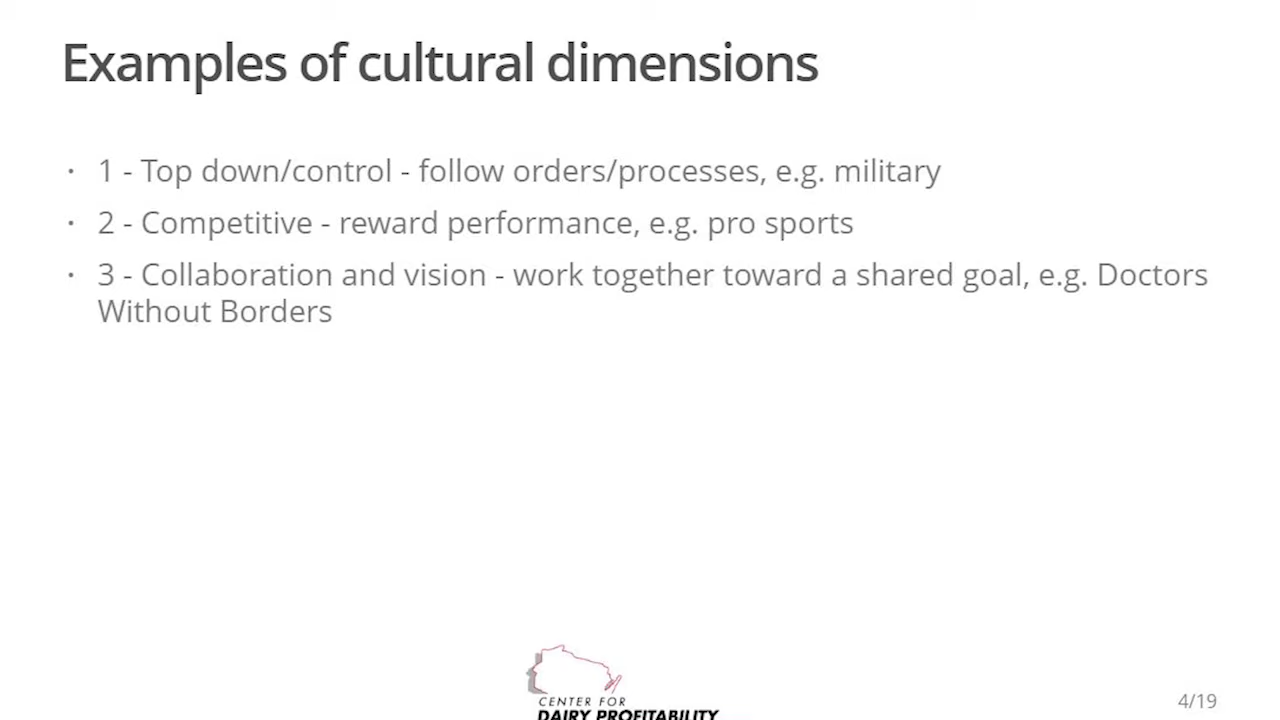 Examples of cultural dimensions
· 1 - Top down/control - follow orders/processes, e.g. military
· 2 - Competitive - reward performance, e.g. pro sports
· 3 - Collaboration and vision - work together toward a shared goal, e.g. Doctors
Without Borders
CENTER FOR
DAIRY PROFITABILITY
4/19